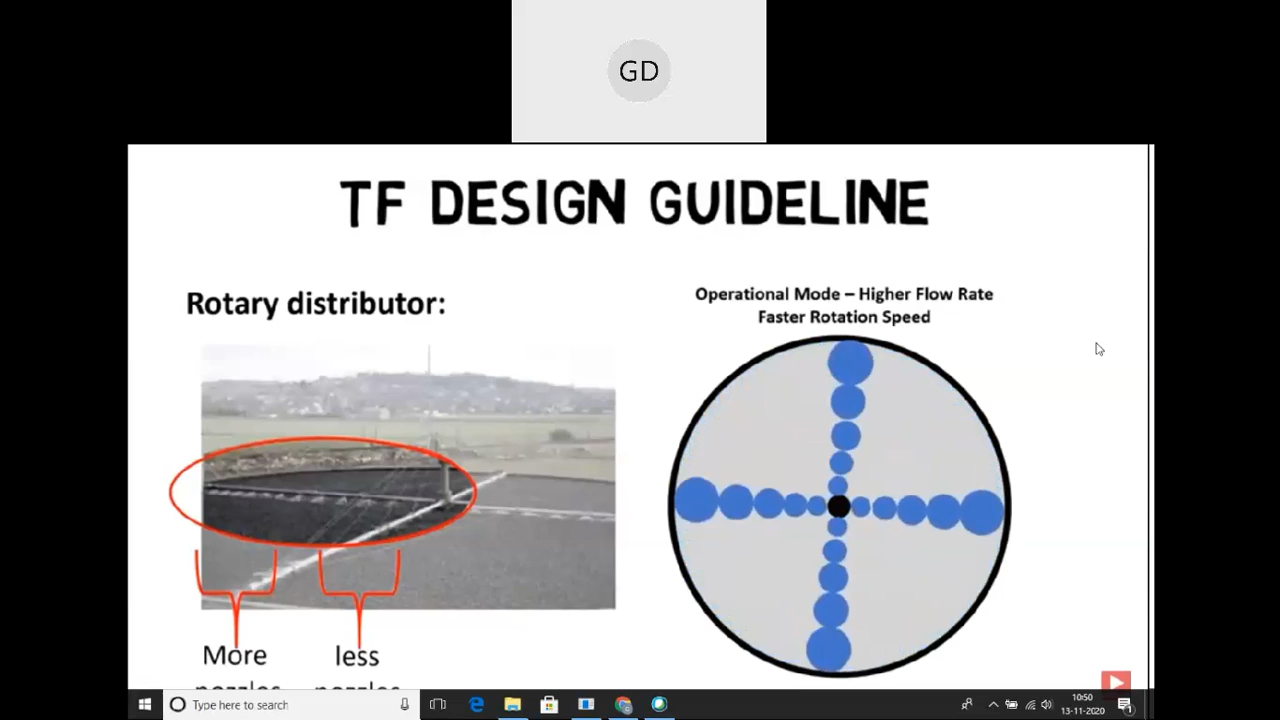 GD
TF DESIGN GUIDELINE
Rotary distributor:
Operational Mode – Higher Flow Rate
Faster Rotation Speed
More
less
Type here to search
10:50
13-11-2020
1